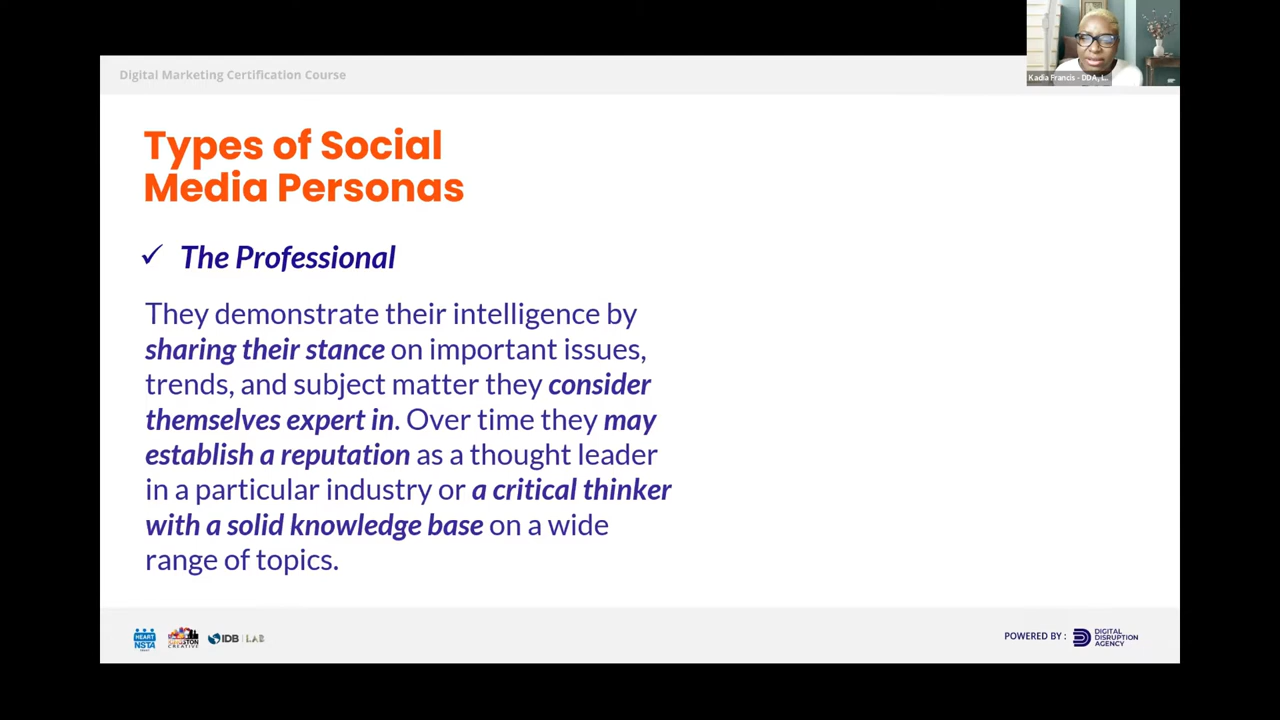 Digital Marketing Certification Course
Kadia Francis - DDA, L...
Types of Social
Media Personas
✓ The Professional
They demonstrate their intelligence by
sharing their stance on important issues,
trends, and subject matter they consider
themselves expert in. Over time they may
establish a reputation as a thought leader
in a particular industry or a critical thinker
with a solid knowledge base on a wide
range of topics.
HEART
NSTA
CREATIVE
IDB | LAB
POWERED BY :
DIGITAL
DISRUPTION
AGENCY